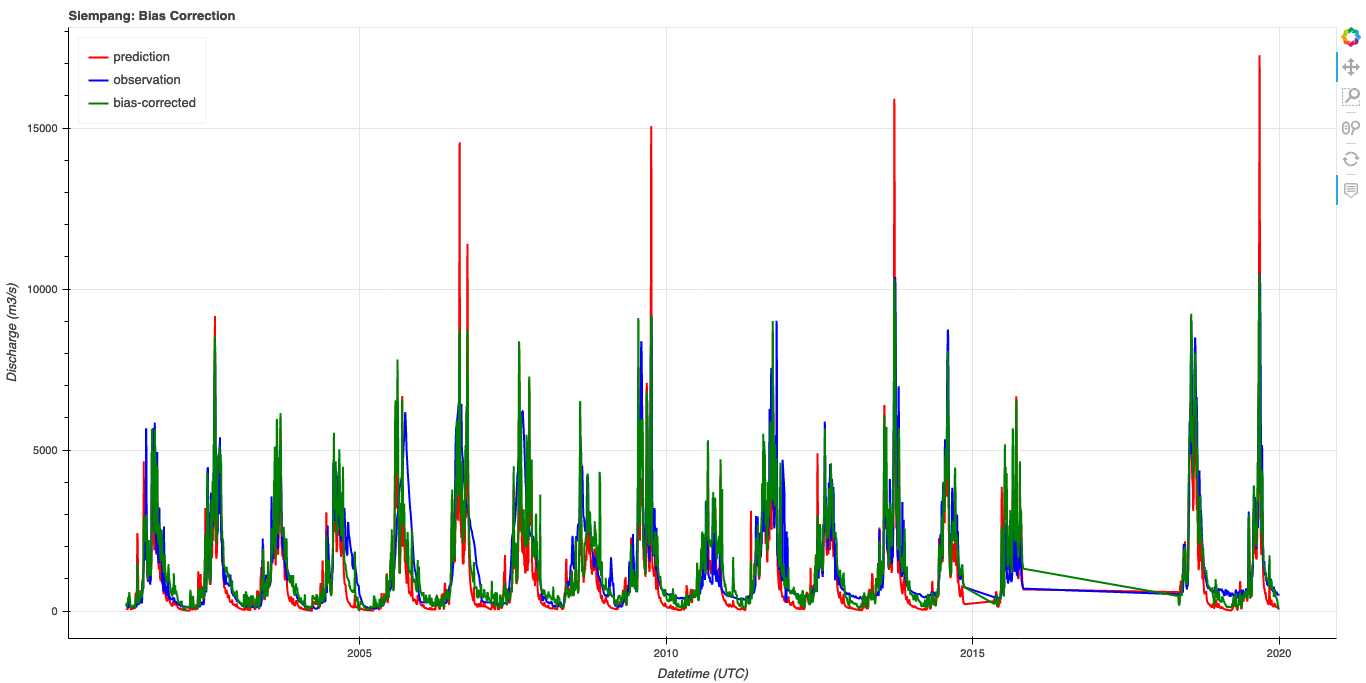 Siempang: Bias Correction
prediction
observation
bias-corrected
15000
10000
5000
0
Discharge (m3/s)
2005
2010
2015
2020
Datetime (UTC)